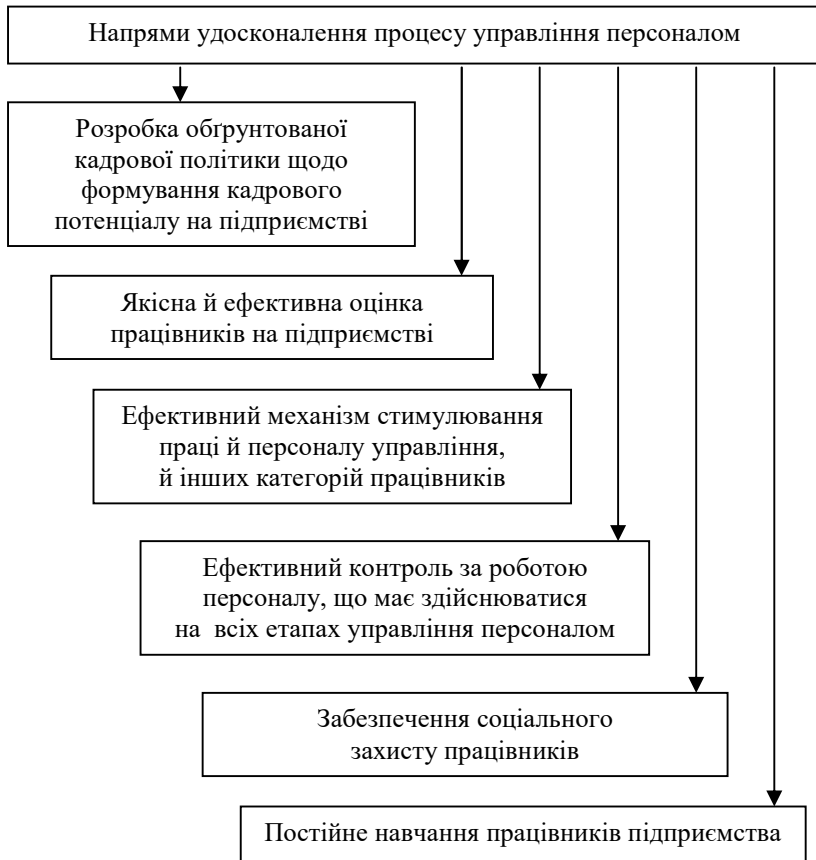 Напрями удосконалення процесу управління персоналом
Розробка обґрунтованої
кадрової політики щодо
формування кадрового
потенціалу на підприємстві
Якісна й ефективна оцінка
працівників на підприємстві
Ефективний механізм стимулювання
праці й персоналу управління,
й інших категорій працівників
Ефективний контроль за роботою
персоналу, що має здійснюватися
на всіх етапах управління персоналом
Забезпечення соціального
захисту працівників
Постійне навчання працівників підприємства